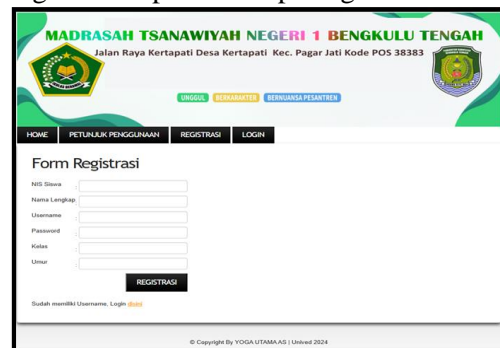 MADRASAH TSANAWIYAH NEGERI 1 BENGKULU TENGAH
Jalan Raya Kertapati Desa Kertapati Kec. Pagar Jati Kode POS 38383
UNGGUL BERKARAKTER BERNUANSA PESANTREN
HOME PETUNJUK PENGGUNAAN REGISTRASI LOGIN
Form Registrasi
NIS Siswa :
Nama Lengkap :
Username :
Password :
Kelas :
Umur :
REGISTRASI
Sudah memiliki Username, Login disini
© Copyright By YOGA UTAMA AS | Unived 2024